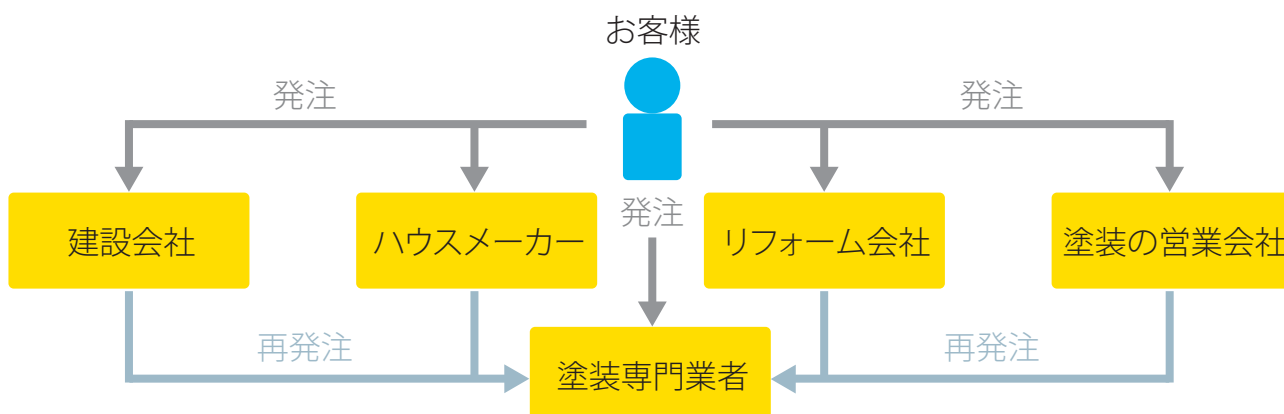 お客様
発注
発注
建設会社
ハウスメーカー
発注
リフォーム会社
塗装の営業会社
再発注
再発注
塗装専門業者